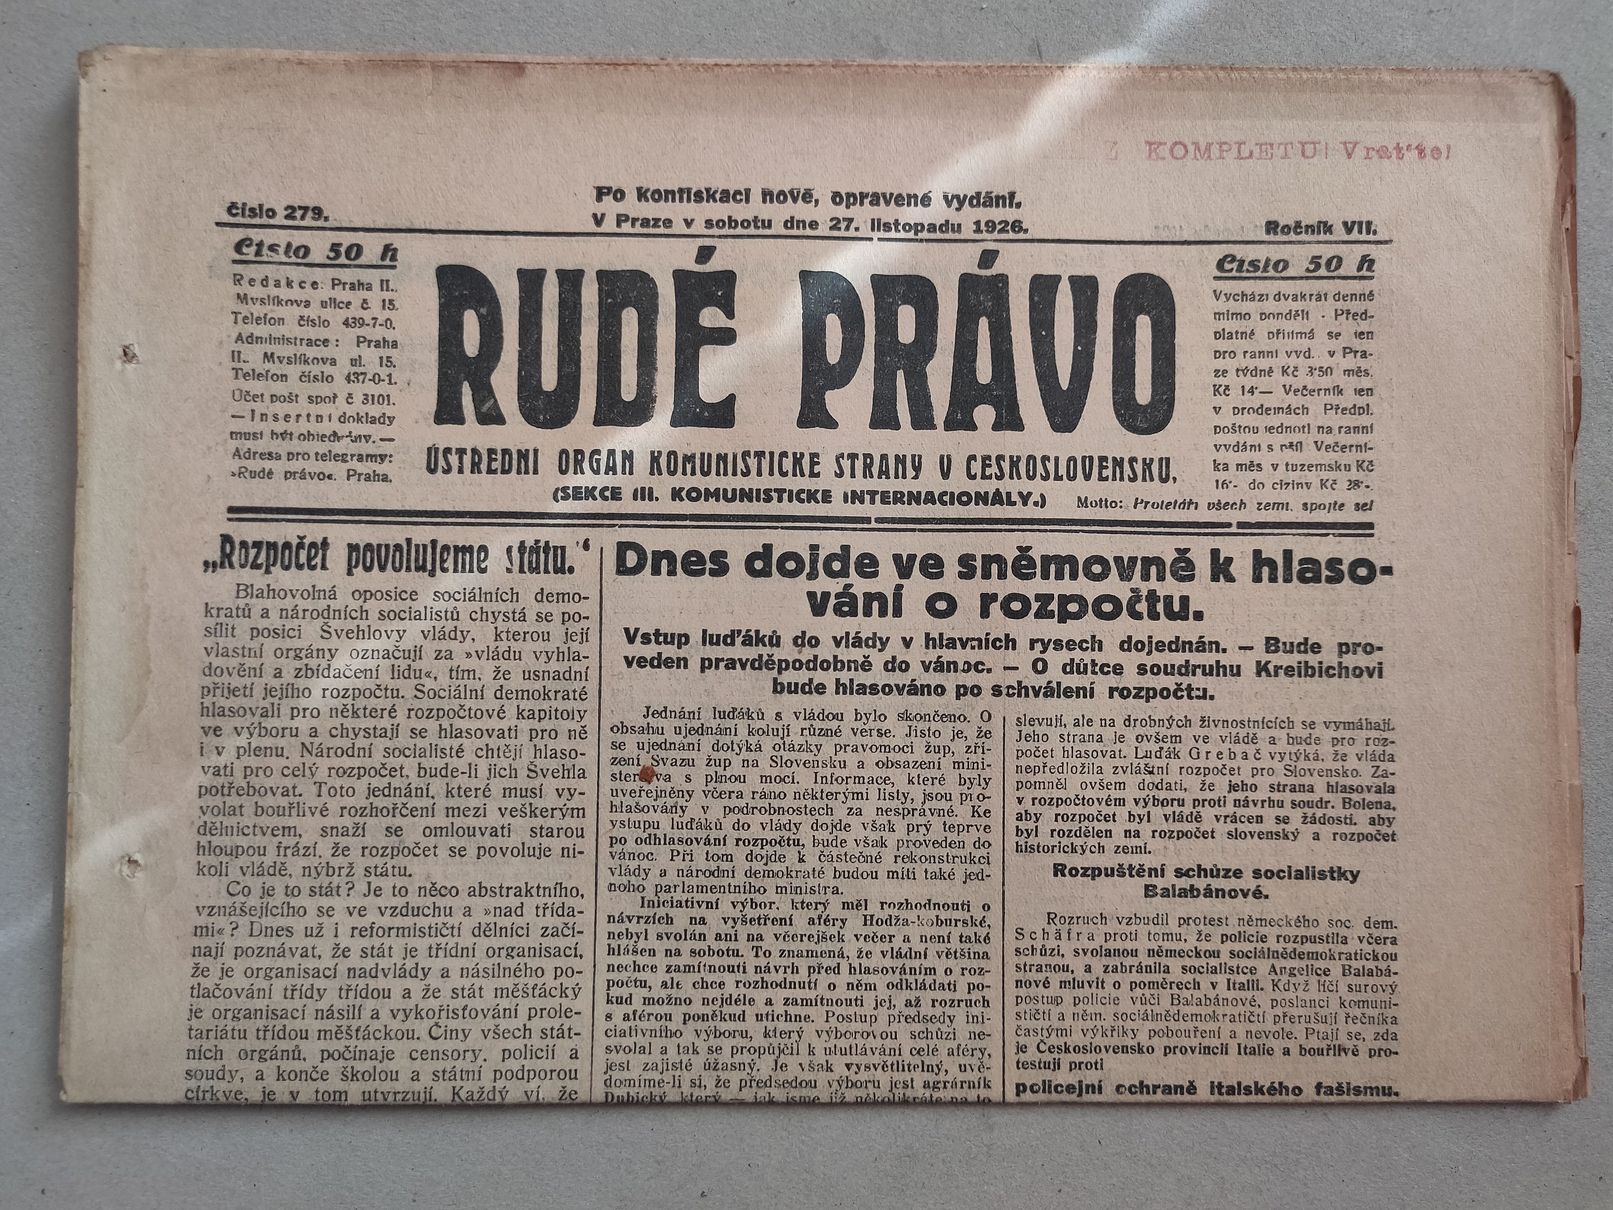 Z KOMPLETU! Vraťte!
Po konfiskaci nové, opravené vydání.
číslo 279.
V Praze v sobotu dne 27. listopadu 1926.
Ročník VII.
Číslo 50 h
Redakce: Praha II.,
Myslíkova ulice č. 15.
Telefon číslo 439-7-0.
Administrace: Praha
II., Myslíkova ul. 15.
Telefon číslo 437-0-1.
Účet pošt spoř č 3101.
— Insertní doklady
musí být objednány. —
Adresa pro telegramy:
»Rudé právo«, Praha.
RUDÉ PRÁVO
ÚSTŘEDNÍ ORGAN KOMUNISTICKÉ STRANY V ČESKOSLOVENSKU,
(SEKCE III. KOMUNISTICKÉ INTERNACIONÁLY.)
Číslo 50 h
Vychází dvakrát denně
mimo pondělí - Před-
platné přijímá se jen
pro ranní vyd. v Pra-
ze týdně Kč 3'50 měs.
Kč 14'— Večerník jen
v prodejnách Předpl.
poštou jednotl na ranní
vydání s příl Večerní-
ka měs v tuzemsku Kč
16'- do ciziny Kč 28'-.
Motto: Proletáři všech zemí, spojte se!
„Rozpočet povolujeme státu."
Blahovolná oposice sociálních demo-
kratů a národních socialistů chystá se po-
sílit posici Švehlovy vlády, kterou její
vlastní orgány označují za »vládu vyhla-
dovění a zbídačení lidu«, tím, že usnadní
přijetí jejího rozpočtu. Sociální demokraté
hlasovali pro některé rozpočtové kapitoly
ve výboru a chystají se hlasovati pro ně
i v plenu. Národní socialisté chtějí hlaso-
vati pro celý rozpočet, bude-li jich Švehla
potřebovat. Toto jednání, které musí vy-
volat bouřlivé rozhořčení mezi veškerým
dělnictvem, snaží se omlouvati starou
hloupou frází, že rozpočet se povoluje ni-
koli vládě, nýbrž státu.
Co je to stát? Je to něco abstraktního,
vznášejícího se ve vzduchu a »nad třída-
mi«? Dnes už i reformističtí dělníci začí-
nají poznávat, že stát je třídní organisací,
že je organisací nadvlády a násilného po-
tlačování třídy třídou a že stát měšťácký
je organisací násilí a vykořisťování prole-
tariátu třídou měšťáckou. Činy všech stát-
ních orgánů, počínaje censory, policií a
soudy, a konče školou a státní podporou
církve, je v tom utvrzují. Každý ví, že
Dnes dojde ve sněmovně k hlaso-
vání o rozpočtu.
Vstup luďáků do vlády v hlavních rysech dojednán. — Bude pro-
veden pravděpodobně do vánoc. — O důtce soudruhu Kreibichovi
bude hlasováno po schválení rozpočtu.
Jednání luďáků s vládou bylo skončeno. O
obsahu ujednání kolují různé verse. Jisto je, že
se ujednání dotýká otázky pravomoci žup, zří-
zení Svazu žup na Slovensku a obsazení mini-
sterstva s plnou mocí. Informace, které byly
uveřejněny včera ráno některými listy, jsou pro-
hlašovány v podrobnostech za nesprávné. Ke
vstupu luďáků do vlády dojde však prý teprve
po odhlasování rozpočtu, bude však proveden do
vánoc. Při tom dojde k částečné rekonstrukci
vlády a národní demokraté budou míti také jed-
noho parlamentního ministra.
Iniciativní výbor, který měl rozhodnouti o
návrzích na vyšetření aféry Hodža-koburské,
nebyl svolán ani na včerejšek večer a není také
hlášen na sobotu. To znamená, že vládní většina
nechce zamítnouti návrh před hlasováním o roz-
počtu, ale chce rozhodnutí o něm odkládati po-
kud možno nejdéle a zamítnouti jej, až rozruch
s aférou poněkud utichne. Postup předsedy ini-
ciativního výboru, který výborovou schůzi ne-
svolal a tak se propůjčil k ututlávání celé aféry,
jest zajisté úžasný. Je však vysvětlitelný, uvě-
domíme-li si, že předsedou výboru jest agrárník
Dubický, který — jak jsme již několikráte na to
slevují, ale na drobných živnostnících se vymáhají.
Jeho strana je ovšem ve vládě a bude pro roz-
počet hlasovat. Luďák Grebač vytýká, že vláda
nepředložila zvláštní rozpočet pro Slovensko. Za-
pomněl ovšem dodati, že jeho strana hlasovala
v rozpočtovém výboru proti návrhu soudr. Bolena,
aby rozpočet byl vládě vrácen se žádostí, aby
byl rozdělen na rozpočet slovenský a rozpočet
historických zemí.
Rozpuštění schůze socialistky
Balabánové.
Rozruch vzbudil protest německého soc. dem.
Schäfra proti tomu, že policie rozpustila včera
schůzi, svolanou německou sociálnědemokratickou
stranou, a zabránila socialistce Angelice Balabá-
nové mluvit o poměrech v Italii. Když líčí surový
postup policie vůči Balabánové, poslanci komuni-
stičtí a něm. sociálnědemokratičtí přerušují řečníka
častými výkřiky pobouření a nevole. Ptají se, zda
je Československo provincií Italie a bouřlivě pro-
testují proti
policejní ochraně italského fašismu.